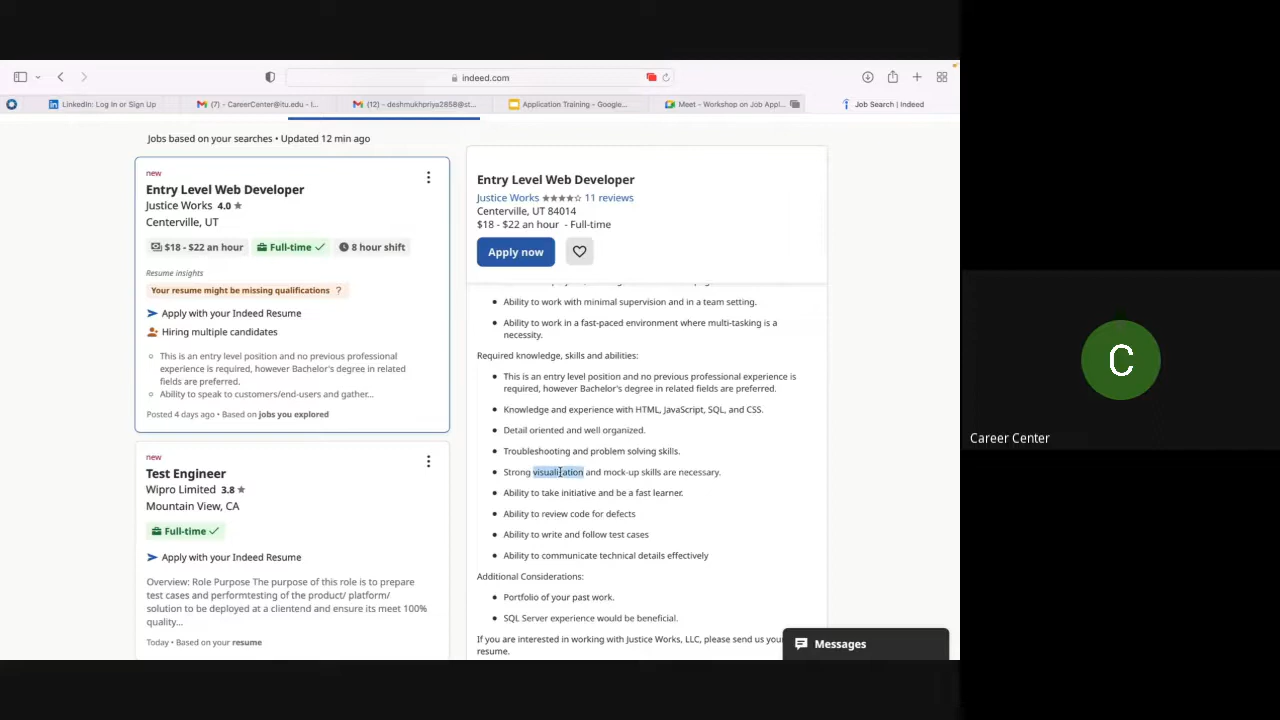 indeed.com
LinkedIn: Log In or Sign Up
(7) - CareerCenter@itu.edu - I...
(12) - deshmukhpriya2858@st...
Application Training - Google...
Meet - Workshop on Job Appl...
Job Search | Indeed
Jobs based on your searches • Updated 12 min ago
new
Entry Level Web Developer
Justice Works 4.0 ★
Centerville, UT
$18 - $22 an hour
Full-time ✓
8 hour shift
Resume insights
Your resume might be missing qualifications ?
Apply with your Indeed Resume
Hiring multiple candidates
This is an entry level position and no previous professional
experience is required, however Bachelor's degree in related
fields are preferred.
Ability to speak to customers/end-users and gather...
Posted 4 days ago • Based on jobs you explored
new
Test Engineer
Wipro Limited 3.8 ★
Mountain View, CA
Full-time ✓
Apply with your Indeed Resume
Overview: Role Purpose The purpose of this role is to prepare
test cases and performtesting of the product/ platform/
solution to be deployed at a clientend and ensure its meet 100%
quality...
Today • Based on your resume
Entry Level Web Developer
Justice Works ★★★★☆ 11 reviews
Centerville, UT 84014
$18 - $22 an hour - Full-time
Apply now
• Ability to work with minimal supervision and in a team setting.
• Ability to work in a fast-paced environment where multi-tasking is a
necessity.
Required knowledge, skills and abilities:
• This is an entry level position and no previous professional experience is
required, however Bachelor's degree in related fields are preferred.
• Knowledge and experience with HTML, JavaScript, SQL, and CSS.
• Detail oriented and well organized.
• Troubleshooting and problem solving skills.
• Strong visualization and mock-up skills are necessary.
• Ability to take initiative and be a fast learner.
• Ability to review code for defects
• Ability to write and follow test cases
• Ability to communicate technical details effectively
Additional Considerations:
• Portfolio of your past work.
• SQL Server experience would be beneficial.
If you are interested in working with Justice Works, LLC, please send us you
resume.
Messages
C
Career Center